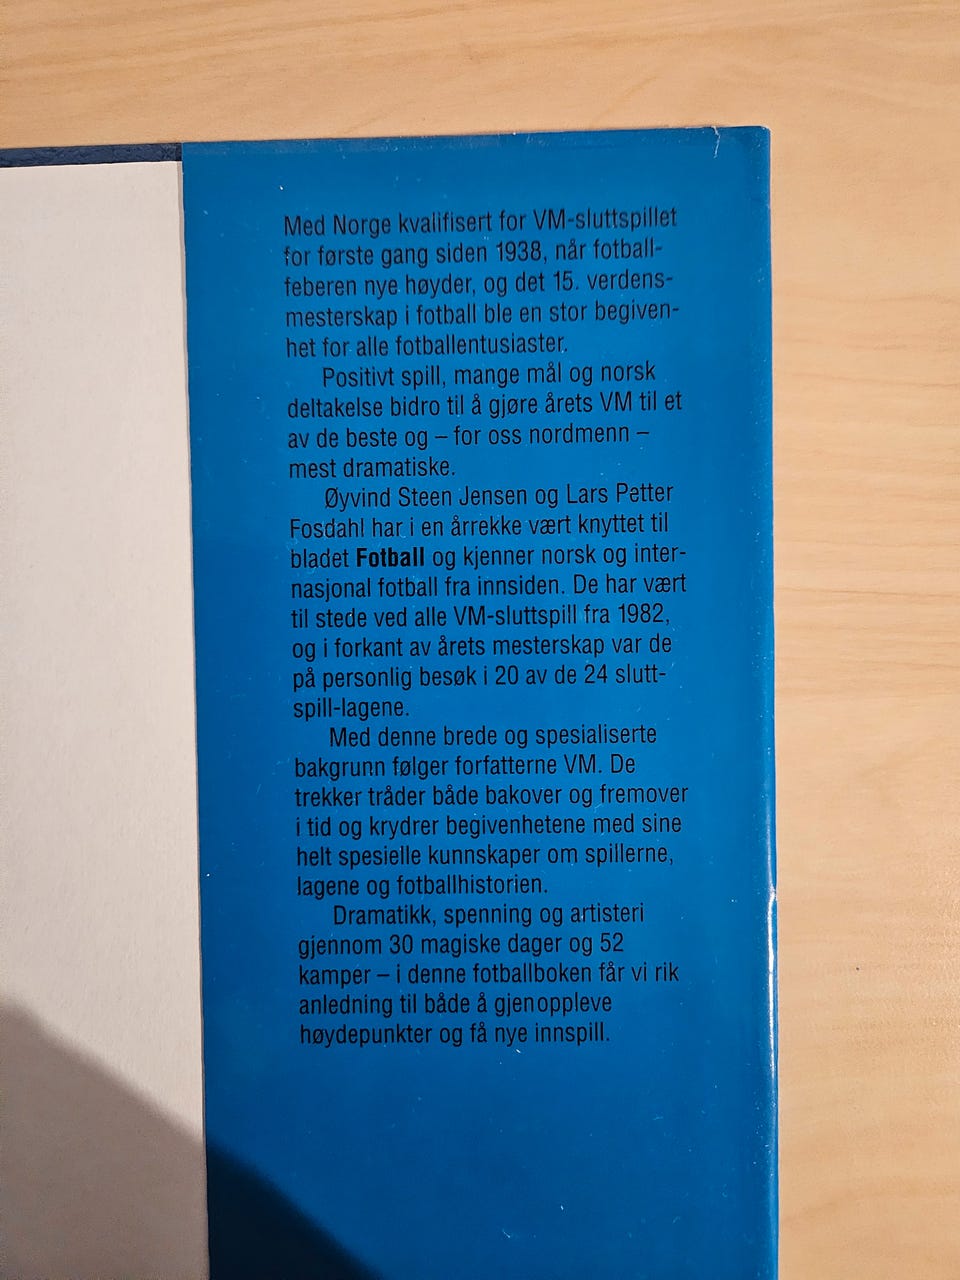 Med Norge kvalifisert for VM-sluttspillet
for første gang siden 1938, når fotball-
feberen nye høyder, og det 15. verdens-
mesterskap i fotball ble en stor begiven-
het for alle fotballentusiaster.
Positivt spill, mange mål og norsk
deltakelse bidro til å gjøre årets VM til et
av de beste og – for oss nordmenn –
mest dramatiske.
Øyvind Steen Jensen og Lars Petter
Fosdahl har i en årrekke vært knyttet til
bladet Fotball og kjenner norsk og inter-
nasjonal fotball fra innsiden. De har vært
til stede ved alle VM-sluttspill fra 1982,
og i forkant av årets mesterskap var de
på personlig besøk i 20 av de 24 slutt-
spill-lagene.
Med denne brede og spesialiserte
bakgrunn følger forfatterne VM. De
trekker tråder både bakover og fremover
i tid og krydrer begivenhetene med sine
helt spesielle kunnskaper om spillerne,
lagene og fotballhistorien.
Dramatikk, spenning og artisteri
gjennom 30 magiske dager og 52
kamper – i denne fotballboken får vi rik
anledning til både å gjenoppleve
høydepunkter og få nye innspill.